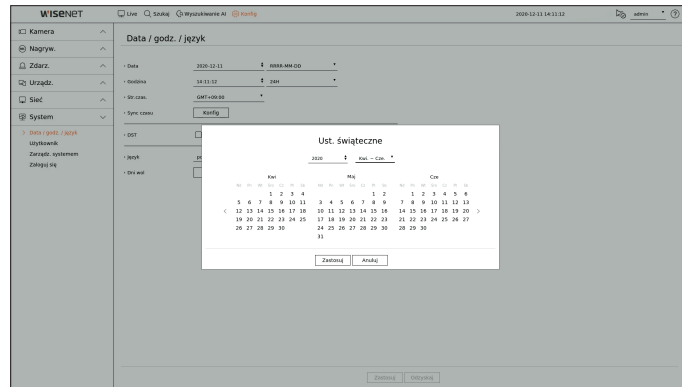 WISENET
Live Szukaj Wyszukiwanie AI Konfig 2020-12-11 14:11:12 admin
Kamera
Nagryw.
Zdarz.
Urządz.
Sieć
System
Data / godz. / język
Użytkownik
Zarządz. systemem
Zaloguj się
Data / godz. / język
Data 2020-12-11 RRRR-MM-DD
Godzina 14:11:12 24H
Str.czas. GMT+09:00
Sync czasu Konfig
DST
Język
Dni wol
Ust. świąteczne
2020 Kwi. ~ Cze.
Kwi Maj Cze
1 2 3 4 1 2 1 2 3 4 5 6
5 6 7 8 9 10 11 3 4 5 6 7 8 9 7 8 9 10 11 12 13
12 13 14 15 16 17 18 10 11 12 13 14 15 16 14 15 16 17 18 19 20
19 20 21 22 23 24 25 17 18 19 20 21 22 23 21 22 23 24 25 26 27
26 27 28 29 30 24 25 26 27 28 29 30 28 29 30
31
Zastosuj Anuluj
Zastosuj Odzyskaj